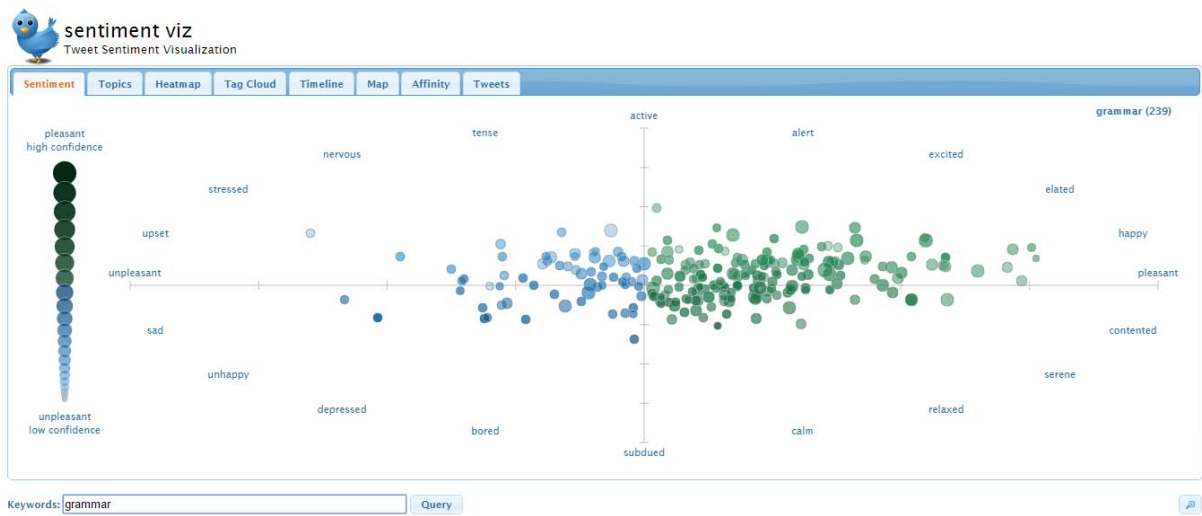 sentiment viz
Tweet Sentiment Visualization
Sentiment Topics Heatmap Tag Cloud Timeline Map Affinity Tweets
grammar (239)
active
pleasant
high confidence
tense
alert
nervous
excited
stressed
elated
upset
happy
unpleasant
pleasant
sad
contented
unhappy
serene
depressed
relaxed
unpleasant
low confidence
bored
calm
subdued
Keywords: grammar Query